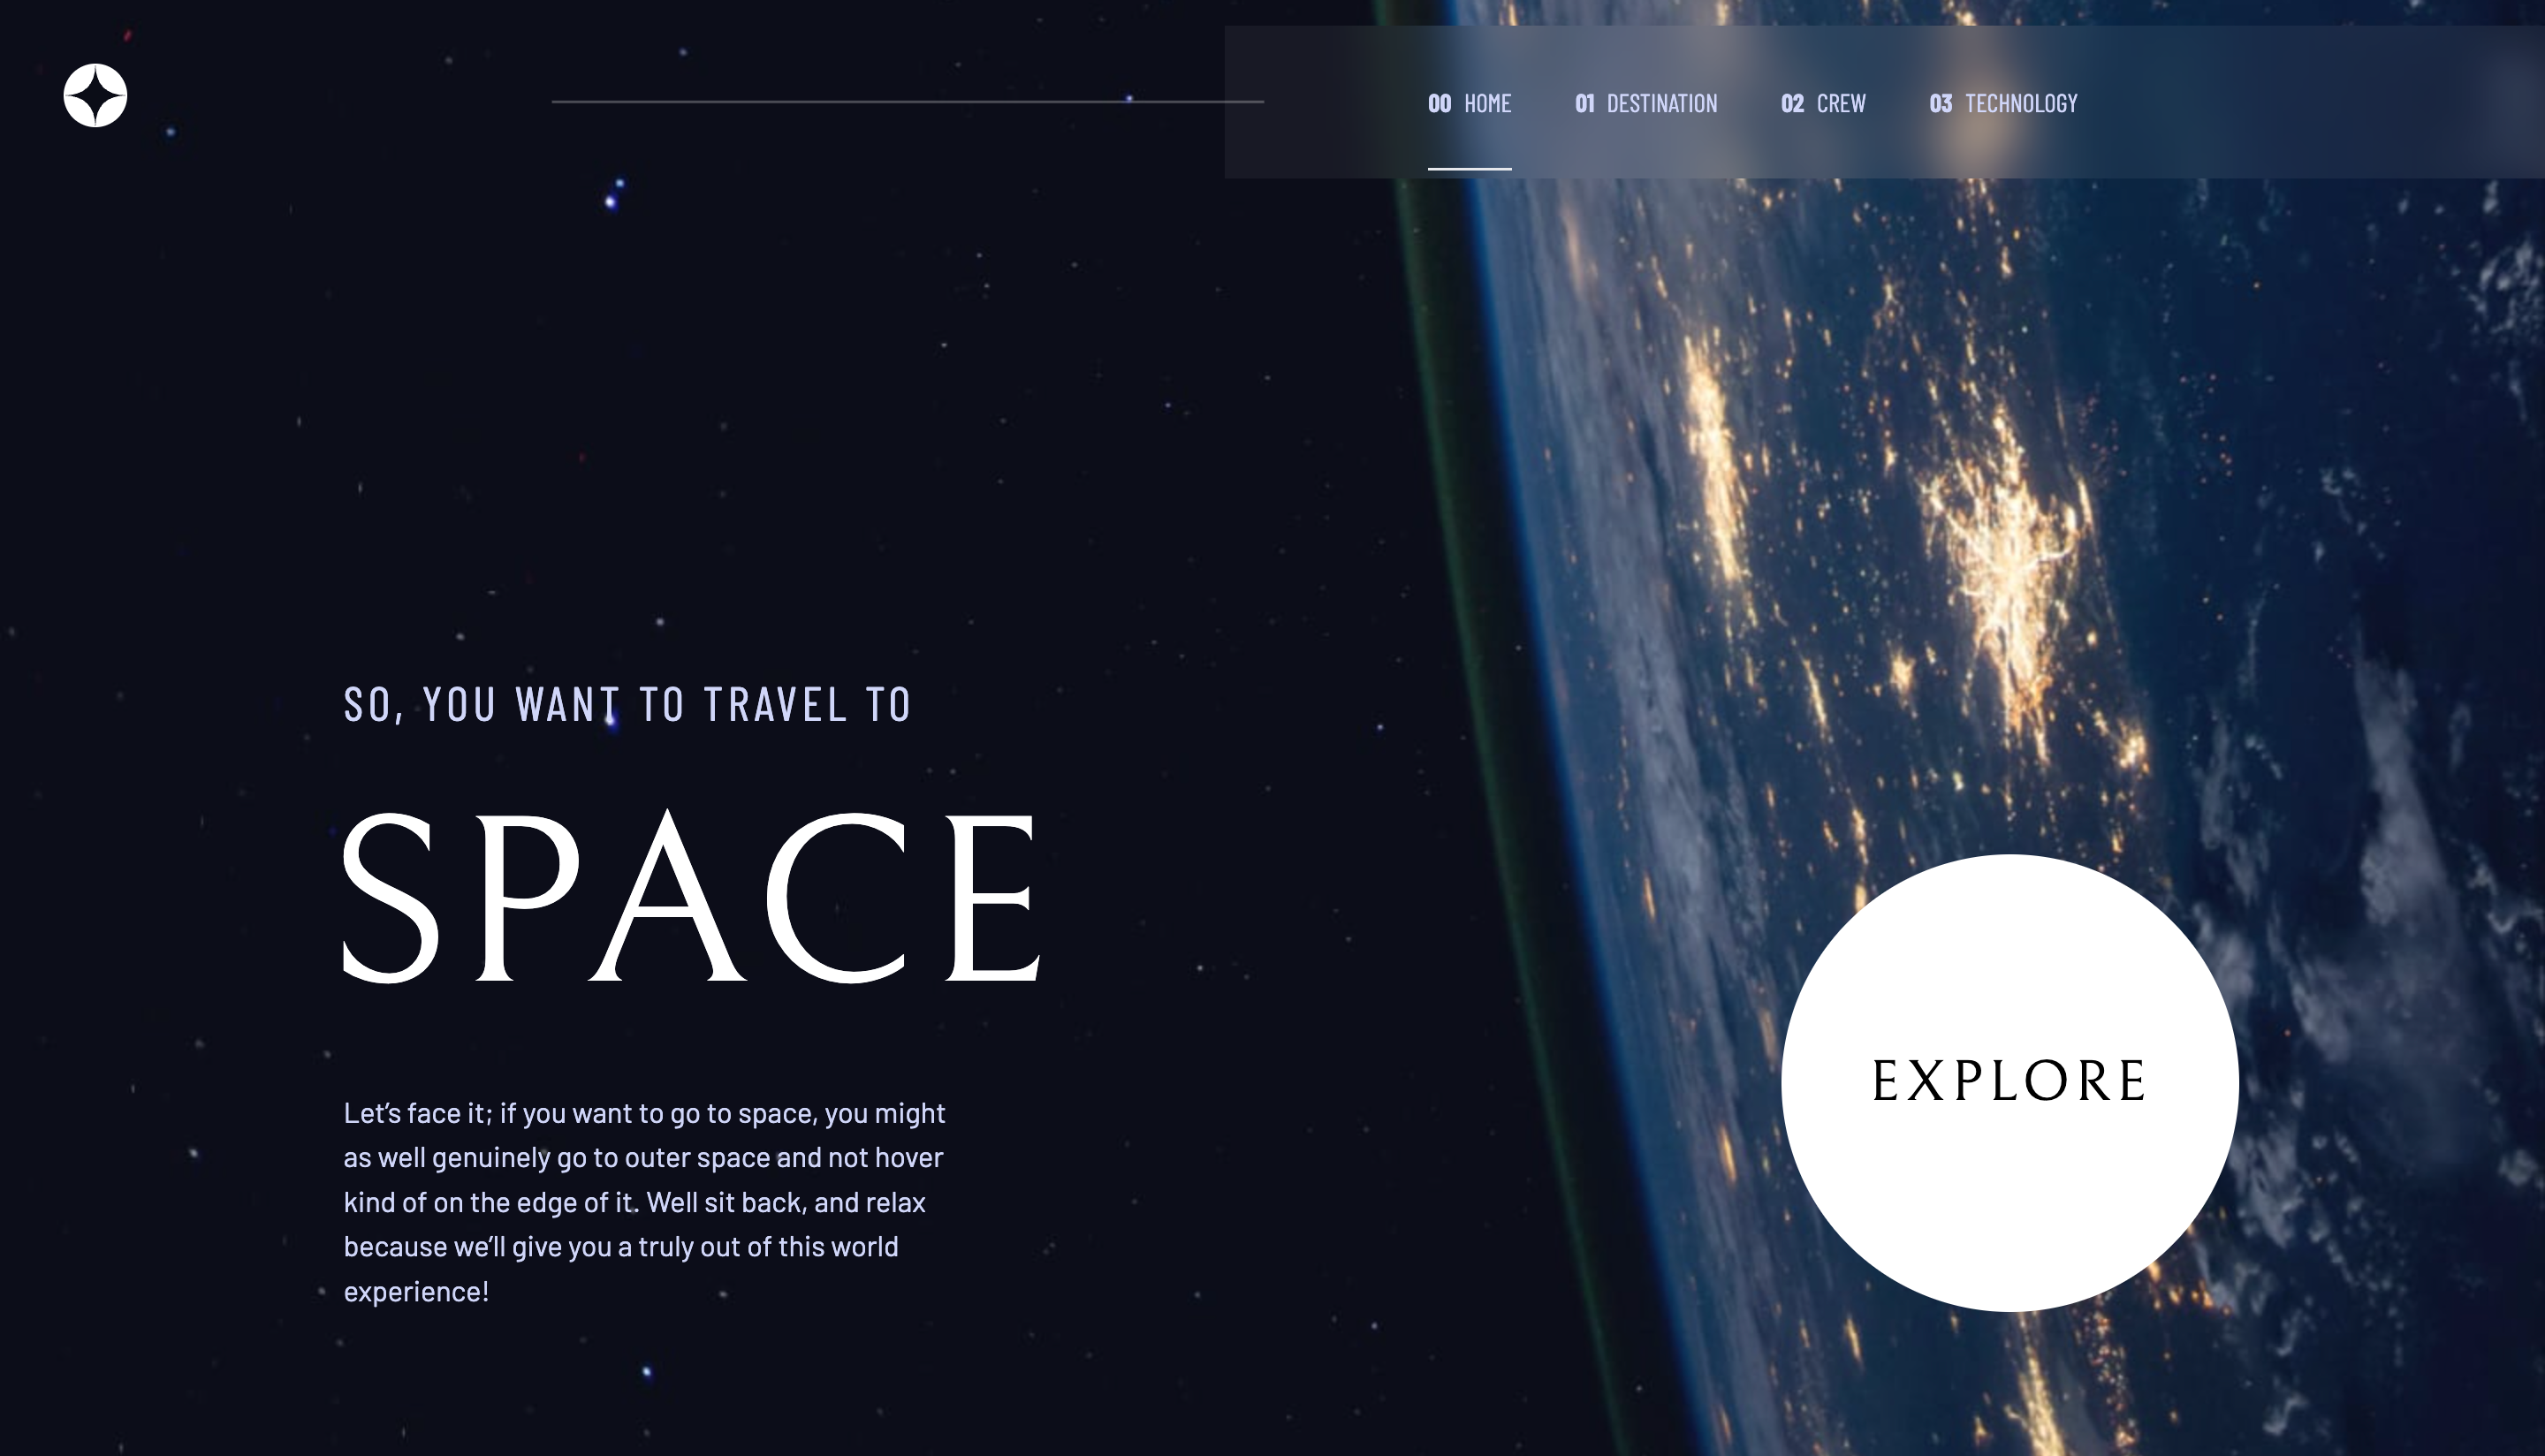 00 HOME 01 DESTINATION 02 CREW 03 TECHNOLOGY
SO, YOU WANT TO TRAVEL TO
SPACE
Let’s face it; if you want to go to space, you might
as well genuinely go to outer space and not hover
kind of on the edge of it. Well sit back, and relax
because we’ll give you a truly out of this world
experience!
EXPLORE